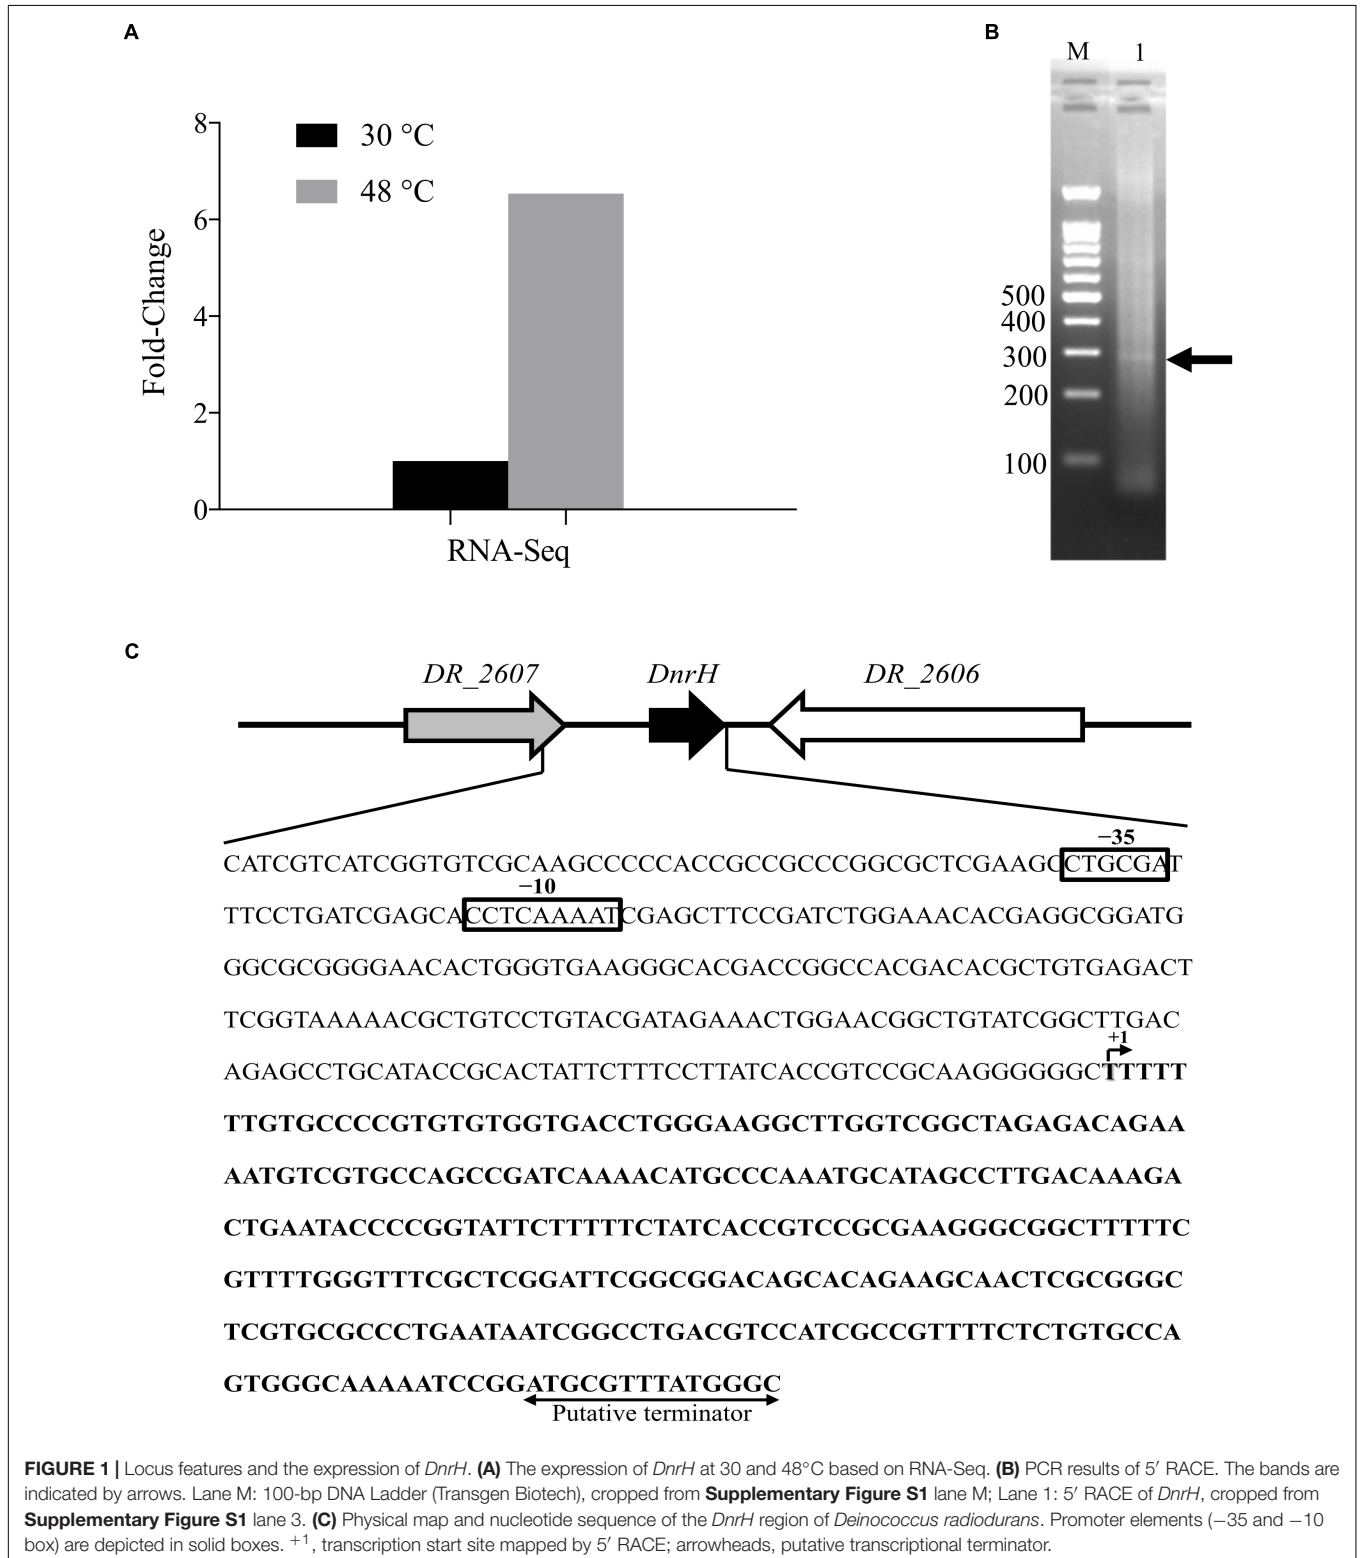 A
8
6
4
2
0
Fold-Change
30 °C
48 °C
RNA-Seq
B
M 1
500
400
300
200
100
C
DR_2607 DnrH DR_2606
−35
CATCGTCATCGGTGTCGCAAGCCCCCACCGCCGCCCGGCGCTCGAAGCCTGCGAT
−10
TTCCTGATCGAGCACCTCAAAATCGAGCTTCCGATCTGGAAACACGAGGCGGATG
GGCGCGGGGAACACTGGGTGAAGGGCACGACCGGCCACGACACGCTGTGAGACT
TCGGTAAAAACGCTGTCCTGTACGATAGAAACTGGAACGGCTGTATCGGCTTGAC
+1
AGAGCCTGCATACCGCACTATTCTTTCCTTATCACCGTCCGCAAGGGGGGCTTTTT
TTGTGCCCCGTGTGTGGTGACCTGGGAAGGCTTGGTCGGCTAGAGACAGAA
AATGTCGTGCCAGCCGATCAAAACATGCCCAAATGCATAGCCTTGACAAAGA
CTGAATACCCCGGTATTCTTTTTCTATCACCGTCCGCGAAGGGCGGCTTTTTC
GTTTTGGGTTTCGCTCGGATTCGGCGGACAGCACAGAAGCAACTCGCGGGC
TCGTGCGCCCTGAATAATCGGCCTGACGTCCATCGCCGTTTTCTCTGTGCCA
GTGGGCAAAAATCCGGATGCGTTTATGGGC
Putative terminator
FIGURE 1 | Locus features and the expression of DnrH. (A) The expression of DnrH at 30 and 48°C based on RNA-Seq. (B) PCR results of 5′ RACE. The bands are
indicated by arrows. Lane M: 100-bp DNA Ladder (Transgen Biotech), cropped from Supplementary Figure S1 lane M; Lane 1: 5′ RACE of DnrH, cropped from
Supplementary Figure S1 lane 3. (C) Physical map and nucleotide sequence of the DnrH region of Deinococcus radiodurans. Promoter elements (−35 and −10
box) are depicted in solid boxes. +1, transcription start site mapped by 5′ RACE; arrowheads, putative transcriptional terminator.